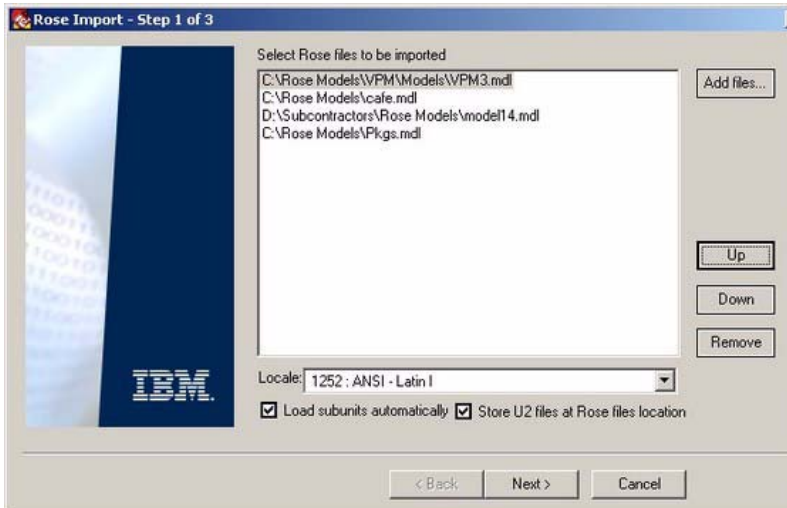 Rose Import - Step 1 of 3
Select Rose files to be imported
C:\Rose Models\VPM\Models\VPM3.mdl
C:\Rose Models\cafe.mdl
D:\Subcontractors\Rose Models\model14.mdl
C:\Rose Models\Pkgs.mdl
Add files...
Up
Down
Remove
IBM.
Locale: 1252 : ANSI - Latin I
Load subunits automatically Store U2 files at Rose files location
< Back Next > Cancel